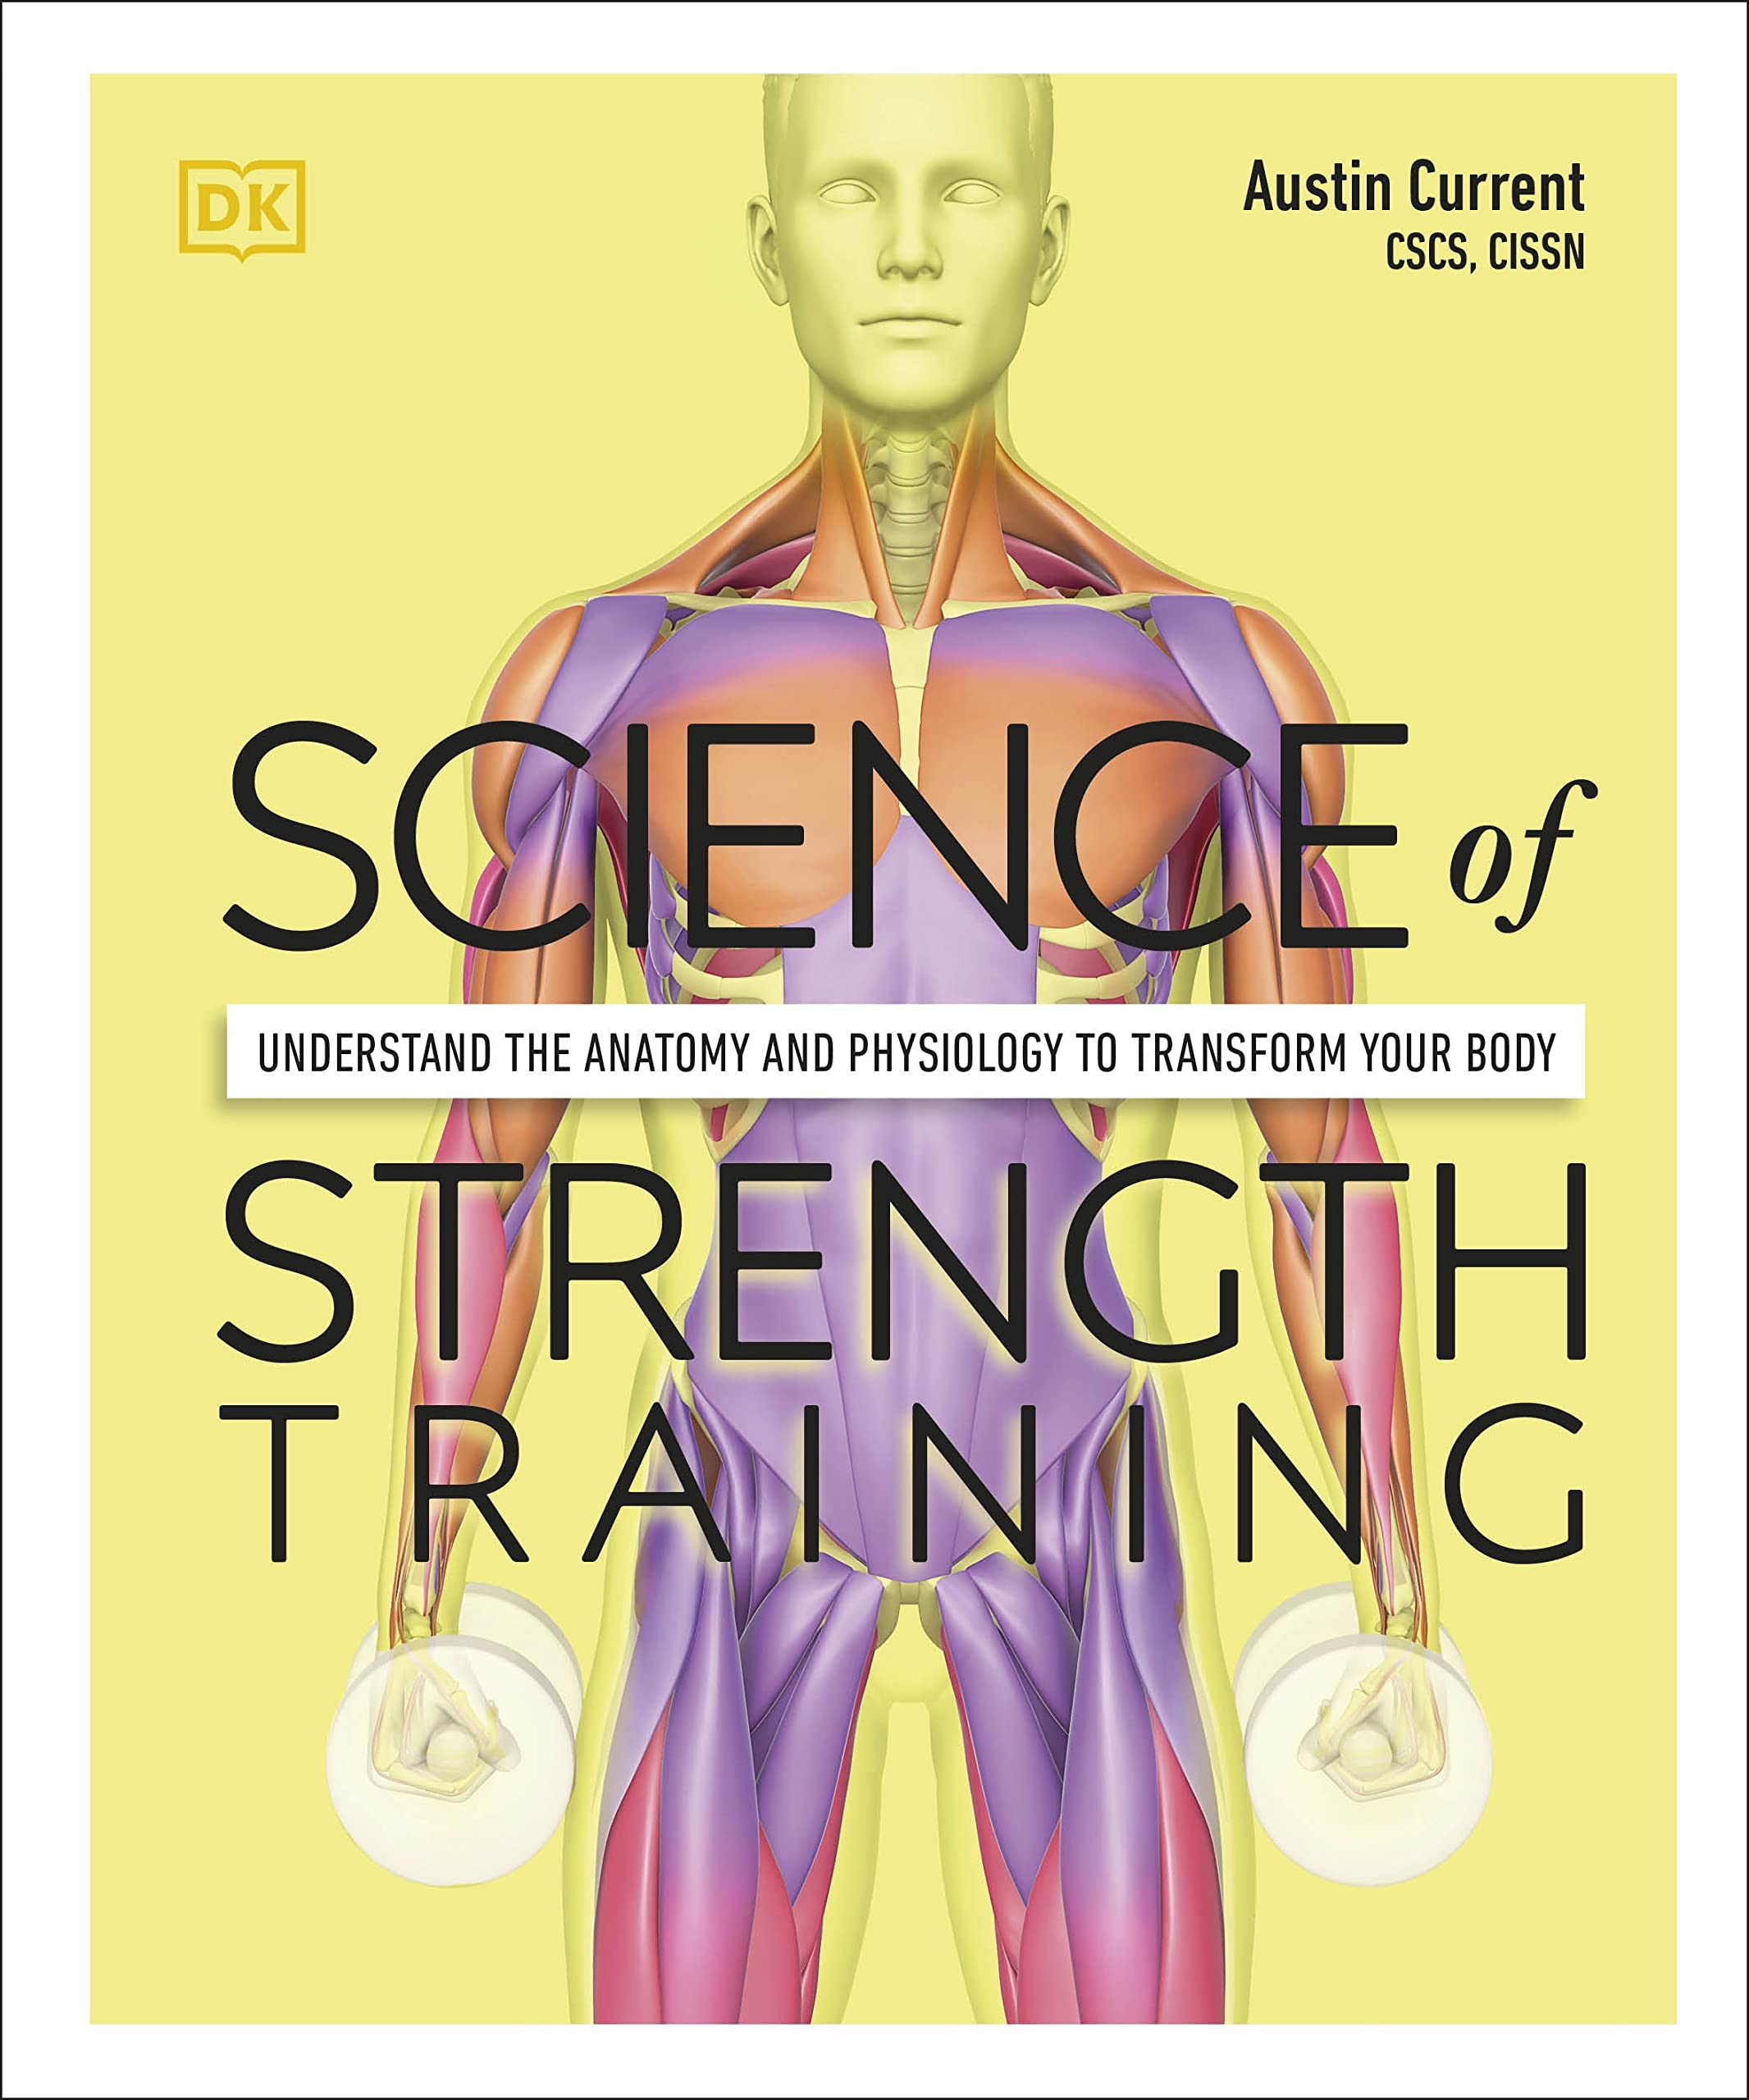 DK
Austin Current
CSCS, CISSN
SCIENCE of
UNDERSTAND THE ANATOMY AND PHYSIOLOGY TO TRANSFORM YOUR BODY
STRENGTH
TRAINING